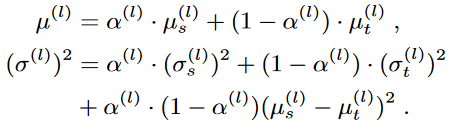 μ^{(l)} = α^{(l)} · μ_s^{(l)} + (1 − α^{(l)}) · μ_t^{(l)} ,
(σ^{(l)})^2 = α^{(l)} · (σ_s^{(l)})^2 + (1 − α^{(l)}) · (σ_t^{(l)})^2
+ α^{(l)} · (1 − α^{(l)})(μ_s^{(l)} − μ_t^{(l)})^2 .